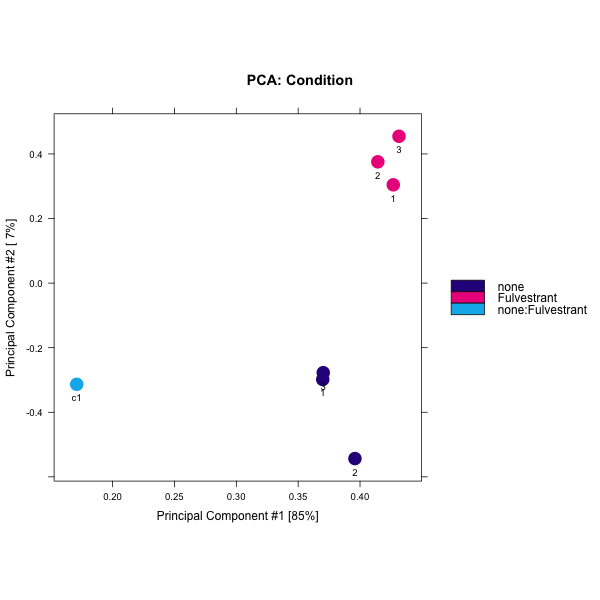 PCA: Condition
3
2
1
0.4
0.2
0.0
-0.2
-0.4
Principal Component #2 [ 7%]
none
Fulvestrant
none:Fulvestrant
c1
3
1
2
0.20
0.25
0.30
0.35
0.40
Principal Component #1 [85%]